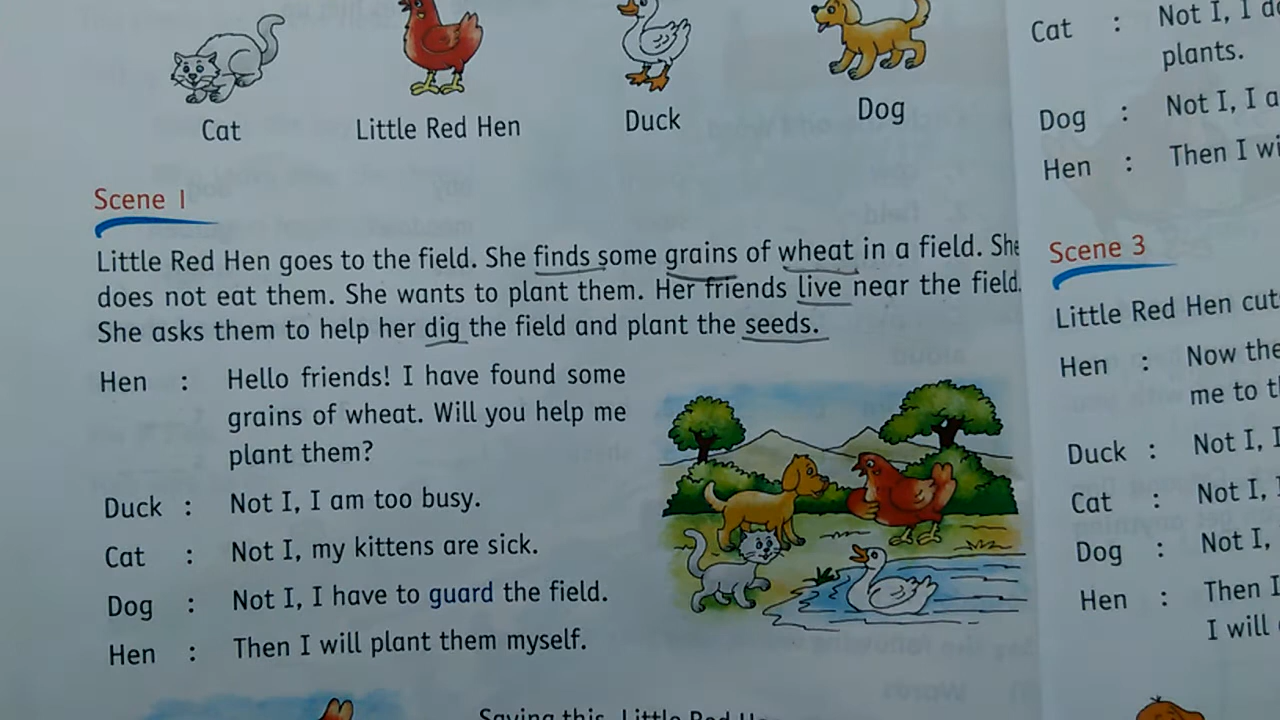 Cat
Little Red Hen
Duck
Dog
Scene 1
Little Red Hen goes to the field. She finds some grains of wheat in a field. She
does not eat them. She wants to plant them. Her friends live near the field.
She asks them to help her dig the field and plant the seeds.
Hen : Hello friends! I have found some
grains of wheat. Will you help me
plant them?
Duck : Not I, I am too busy.
Cat : Not I, my kittens are sick.
Dog : Not I, I have to guard the field.
Hen : Then I will plant them myself.
Saying this, Little Red
Cat : Not I, I
plants.
Dog : Not I, I
Hen : Then I
Scene 3
Little Red Hen
Hen : Now
me to
Duck : Not I,
Cat : Not I,
Dog : Not I,
Hen : Then I
I will